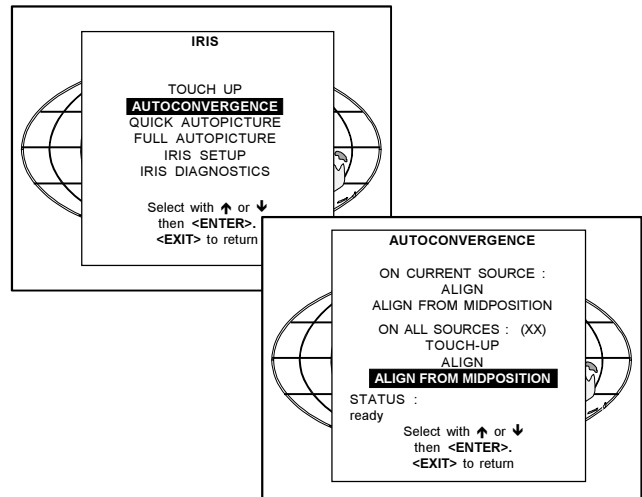 IRIS
TOUCH UP
AUTOCONVERGENCE
QUICK AUTOPICTURE
FULL AUTOPICTURE
IRIS SETUP
IRIS DIAGNOSTICS
Select with ↑ or ↓
then <ENTER>.
<EXIT> to return
AUTOCONVERGENCE
ON CURRENT SOURCE :
ALIGN
ALIGN FROM MIDPOSITION
ON ALL SOURCES : (XX)
TOUCH-UP
ALIGN
ALIGN FROM MIDPOSITION
STATUS :
ready
Select with ↑ or ↓
then <ENTER>.
<EXIT> to return